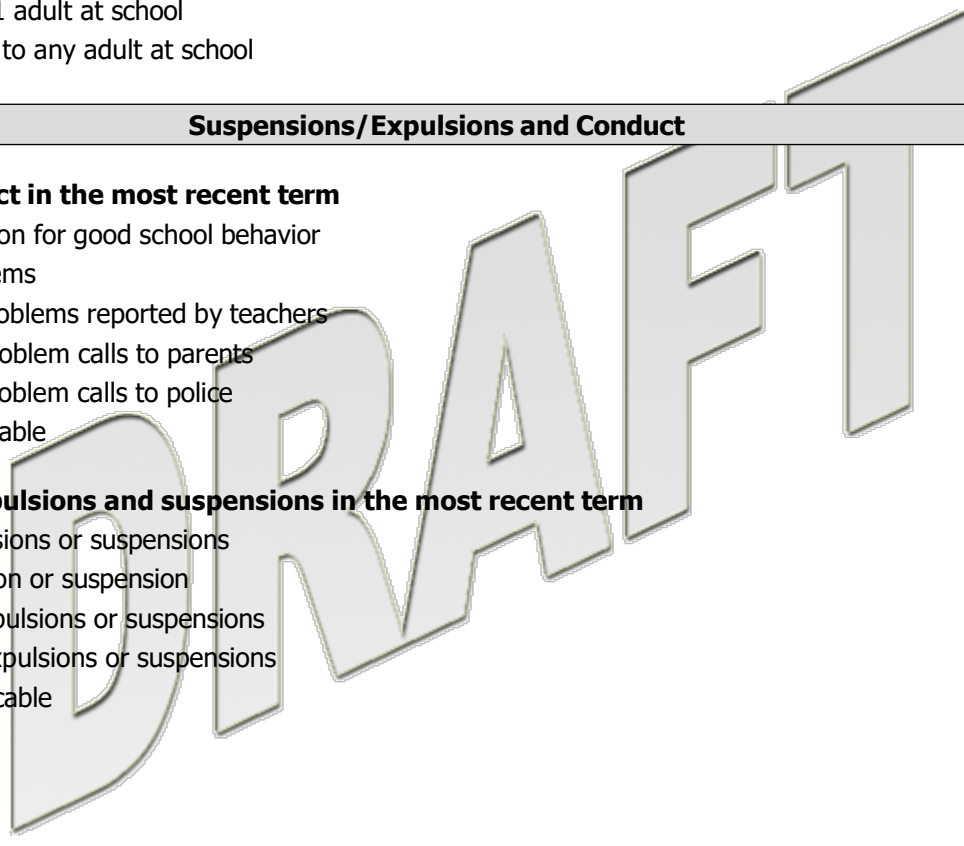 1 adult at school
to any adult at school
Suspensions/Expulsions and Conduct
ct in the most recent term
on for good school behavior
ems
oblems reported by teachers
oblem calls to parents
oblem calls to police
able
pulsions and suspensions in the most recent term
sions or suspensions
on or suspension
pulsions or suspensions
xpulsions or suspensions
cable
DRAFT